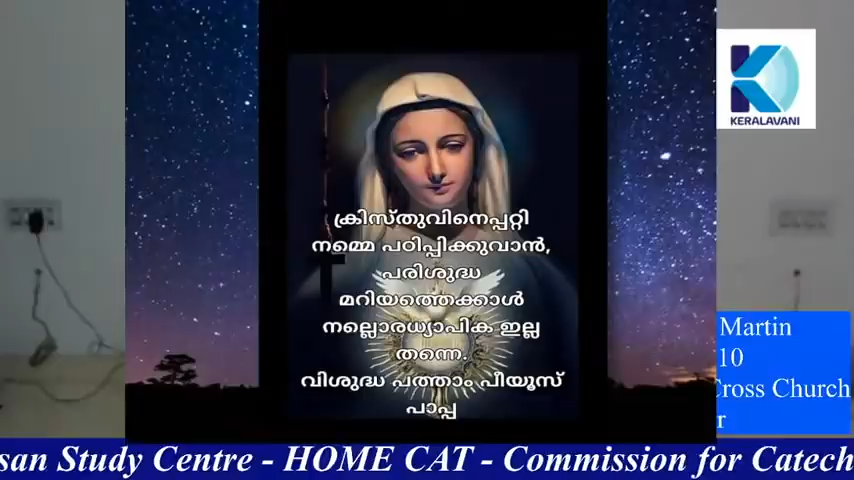 KERALAVANI
ക്രിസ്തുവിനെപ്പറ്റി
നമ്മെ പഠിപ്പിക്കുവാൻ,
പരിശുദ്ധ
മറിയത്തെക്കാൾ
നല്ലൊരധ്യാപിക ഇല്ല
തന്നെ.
വിശുദ്ധ പത്താം പീയൂസ്
പാപ്പ
Martin
10
Cross Church
r
san Study Centre - HOME CAT - Commission for Catech